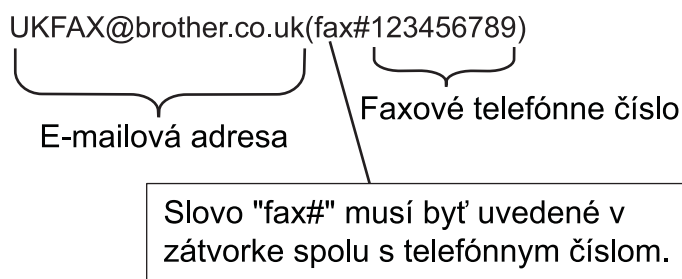 UKFAX@brother.co.uk(fax#123456789)
E-mailová adresa
Faxové telefónne číslo
Slovo "fax#" musí byť uvedené v
zátvorke spolu s telefónnym číslom.